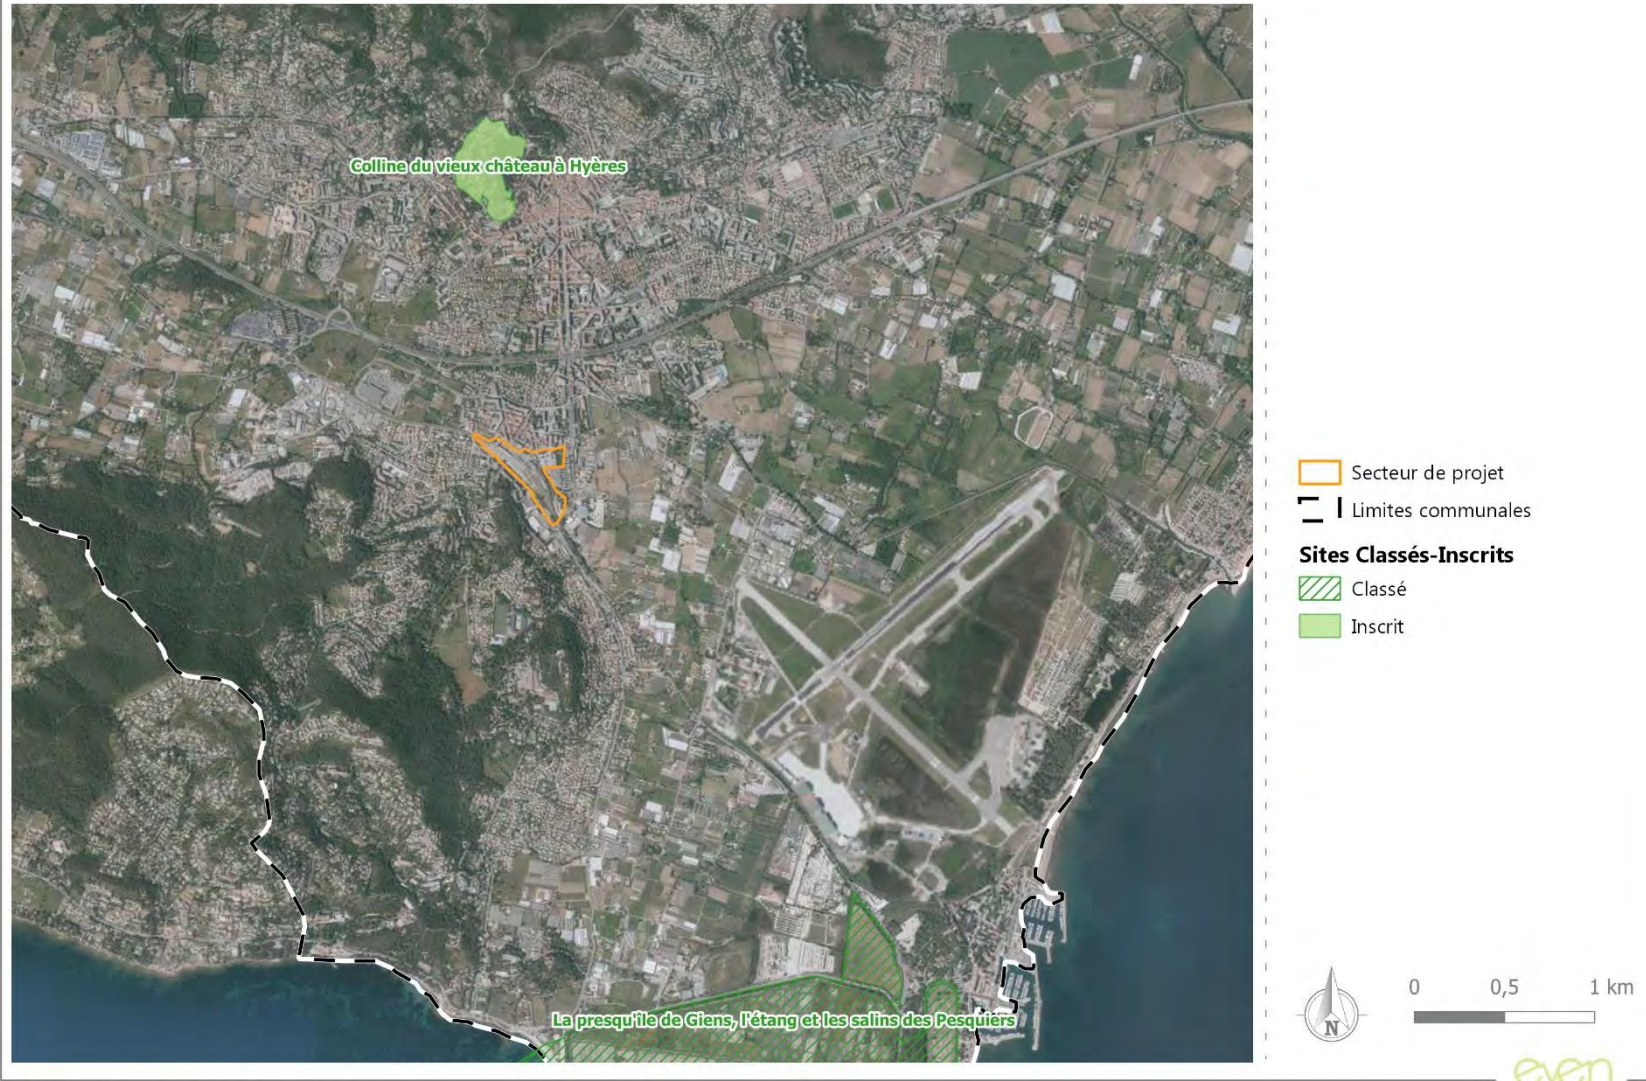 Colline du vieux château à Hyères
Secteur de projet
Limites communales
Sites Classés-Inscrits
Classé
Inscrit
La presqu'ile de Giens, l'étang et les salins des Pesquiers
N
0 0,5 1 km
even